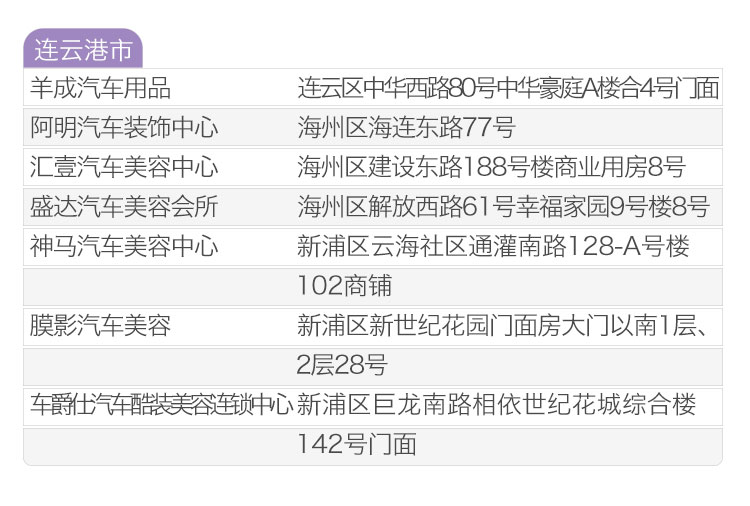 连云港市
羊成汽车用品 连云区中华西路80号中华豪庭A楼合4号门面
阿明汽车装饰中心 海州区海连东路77号
汇壹汽车美容中心 海州区建设东路188号楼商业用房8号
盛达汽车美容会所 海州区解放西路61号幸福家园9号楼8号
神马汽车美容中心 新浦区云海社区通灌南路128-A号楼
102商铺
膜影汽车美容 新浦区新世纪花园门面房大门以南1层、
2层28号
车爵仕汽车酷装美容连锁中心 新浦区巨龙南路相依世纪花城综合楼
142号门面